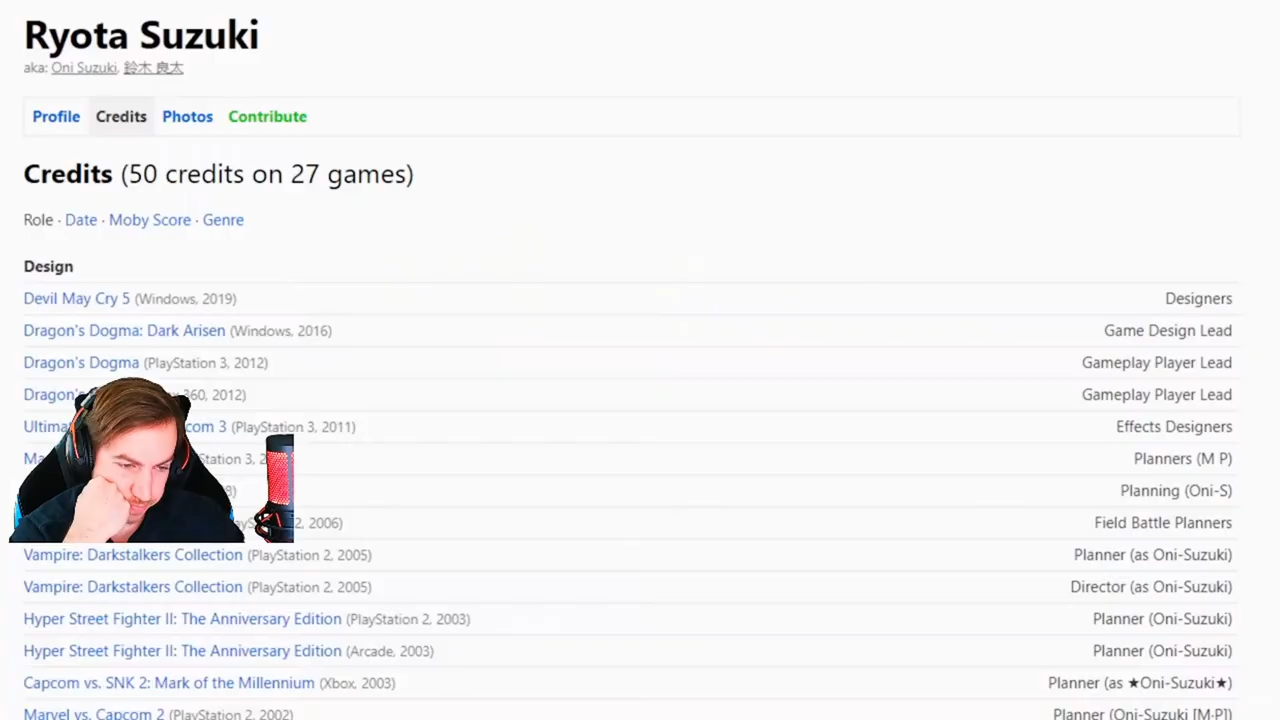 Ryota Suzuki
aka: Oni Suzuki, 鈴木 良太
Profile Credits Photos Contribute
Credits (50 credits on 27 games)
Role · Date · Moby Score · Genre
Design
Devil May Cry 5 (Windows, 2019) Designers
Dragon's Dogma: Dark Arisen (Windows, 2016) Game Design Lead
Dragon's Dogma (PlayStation 3, 2012) Gameplay Player Lead
360, 2012) Gameplay Player Lead
3 (PlayStation 3, 2011) Effects Designers
3, Planners (M P)
Planning (Oni-S)
2, 2006) Field Battle Planners
Vampire: Darkstalkers Collection (PlayStation 2, 2005) Planner (as Oni-Suzuki)
Vampire: Darkstalkers Collection (PlayStation 2, 2005) Director (as Oni-Suzuki)
Hyper Street Fighter II: The Anniversary Edition (PlayStation 2, 2003) Planner (Oni-Suzuki)
Hyper Street Fighter II: The Anniversary Edition (Arcade, 2003) Planner (Oni-Suzuki)
Capcom vs. SNK 2: Mark of the Millennium (Xbox, 2003) Planner (as ★Oni-Suzuki★)
Marvel vs. Capcom 2 (PlayStation 2, 2002) Planner (Oni-Suzuki [M·P])